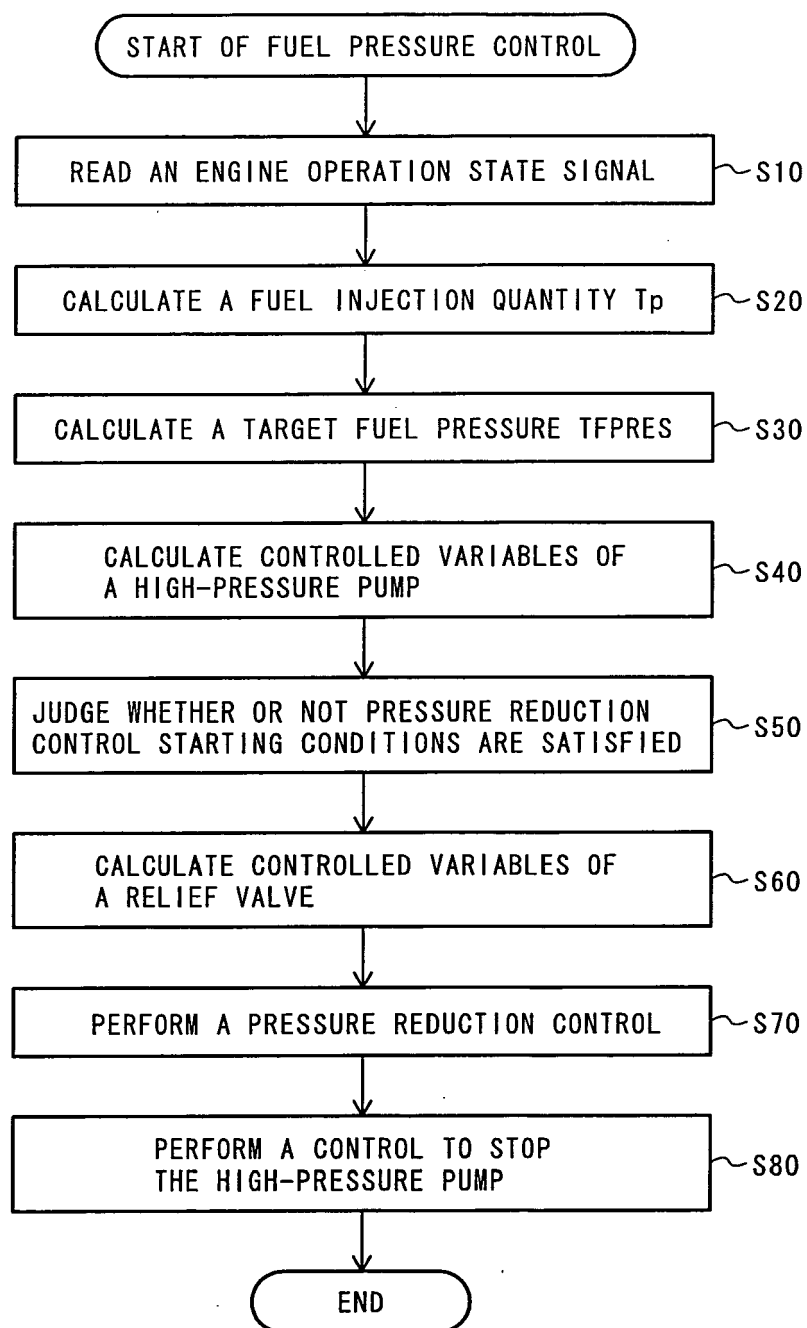 START OF FUEL PRESSURE CONTROL
READ AN ENGINE OPERATION STATE SIGNAL
S10
CALCULATE A FUEL INJECTION QUANTITY Tp
S20
CALCULATE A TARGET FUEL PRESSURE TFPRES
S30
CALCULATE CONTROLLED VARIABLES OF
A HIGH-PRESSURE PUMP
S40
JUDGE WHETHER OR NOT PRESSURE REDUCTION
CONTROL STARTING CONDITIONS ARE SATISFIED
S50
CALCULATE CONTROLLED VARIABLES OF
A RELIEF VALVE
S60
PERFORM A PRESSURE REDUCTION CONTROL
S70
PERFORM A CONTROL TO STOP
THE HIGH-PRESSURE PUMP
S80
END